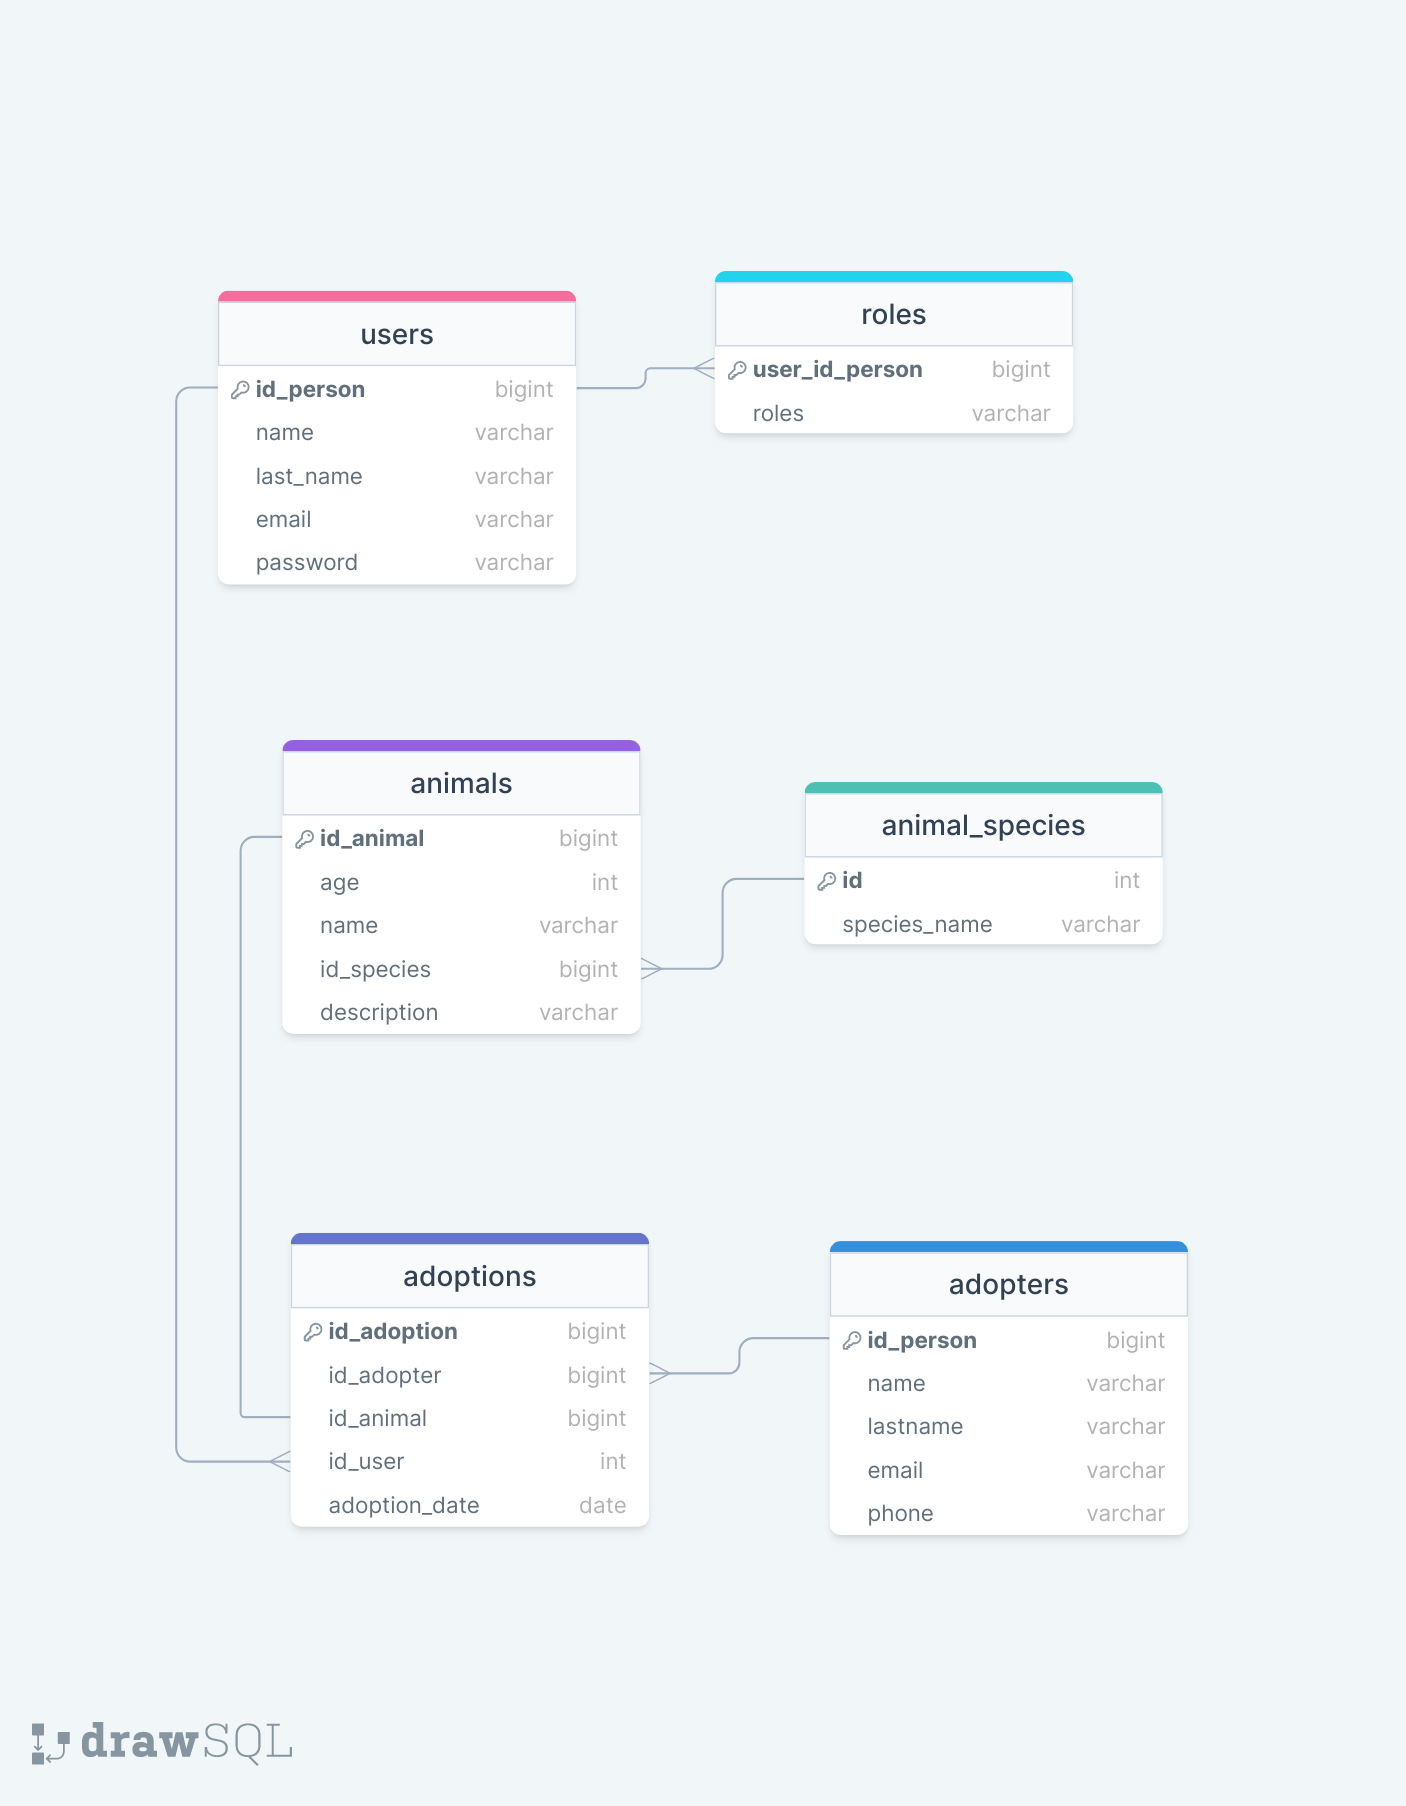 users
id_person bigint
name varchar
last_name varchar
email varchar
password varchar
roles
user_id_person bigint
roles varchar
animals
id_animal bigint
age int
name varchar
id_species bigint
description varchar
animal_species
id int
species_name varchar
adoptions
id_adoption bigint
id_adopter bigint
id_animal bigint
id_user int
adoption_date date
adopters
id_person bigint
name varchar
lastname varchar
email varchar
phone varchar
drawSQL